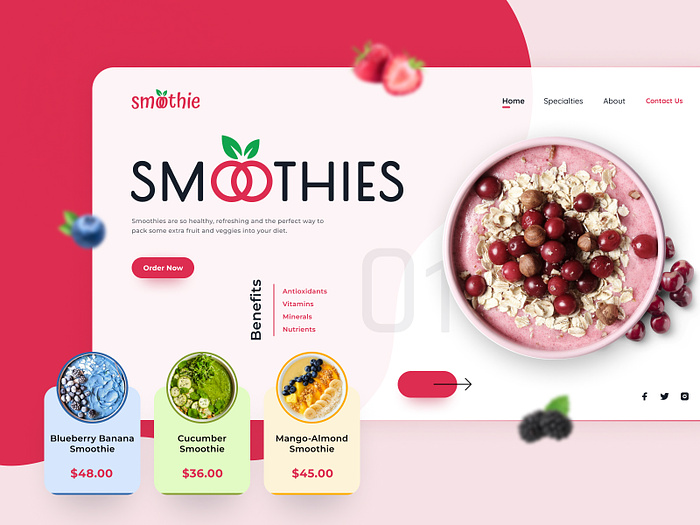 smoothie
Home Specialties About Contact Us
SMOOTHIES
Smoothies are so healthy, refreshing and the perfect way to
pack some extra fruit and veggies into your diet.
Order Now
Benefits
Antioxidants
Vitamins
Minerals
Nutrients
01
Blueberry Banana
Smoothie
$48.00
Cucumber
Smoothie
$36.00
Mango-Almond
Smoothie
$45.00